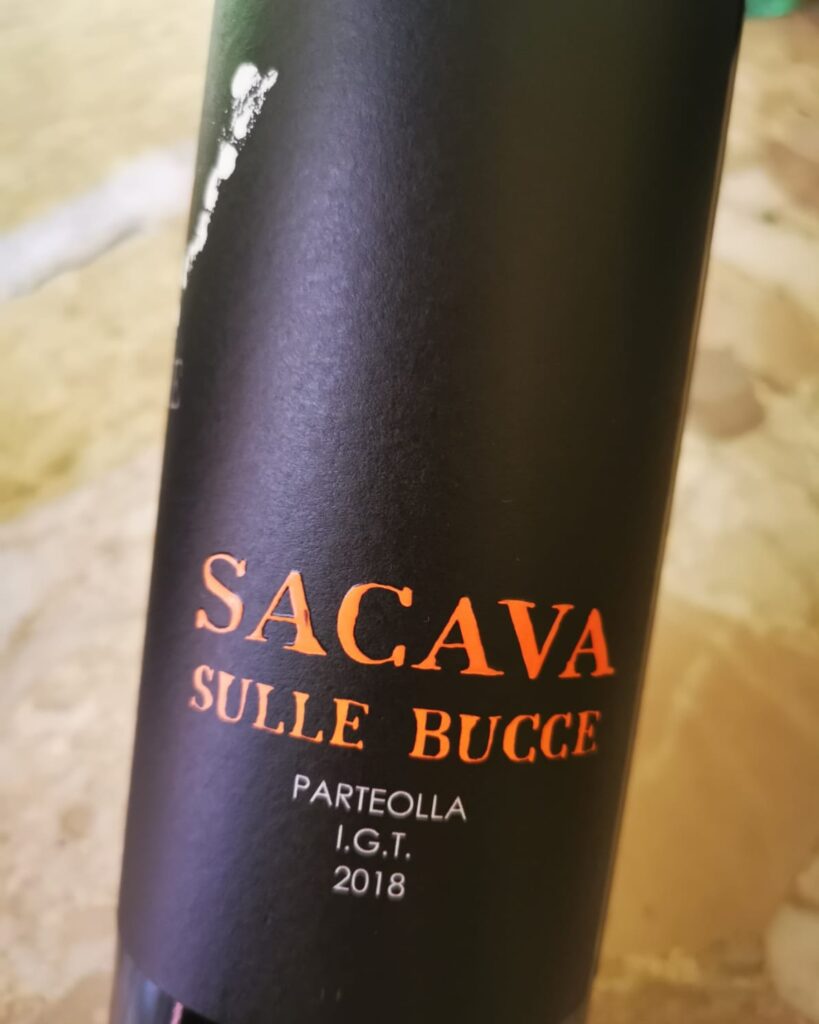 SACAVA
SULLE BUCCE
PARTEOLLA
I.G.T.
2018